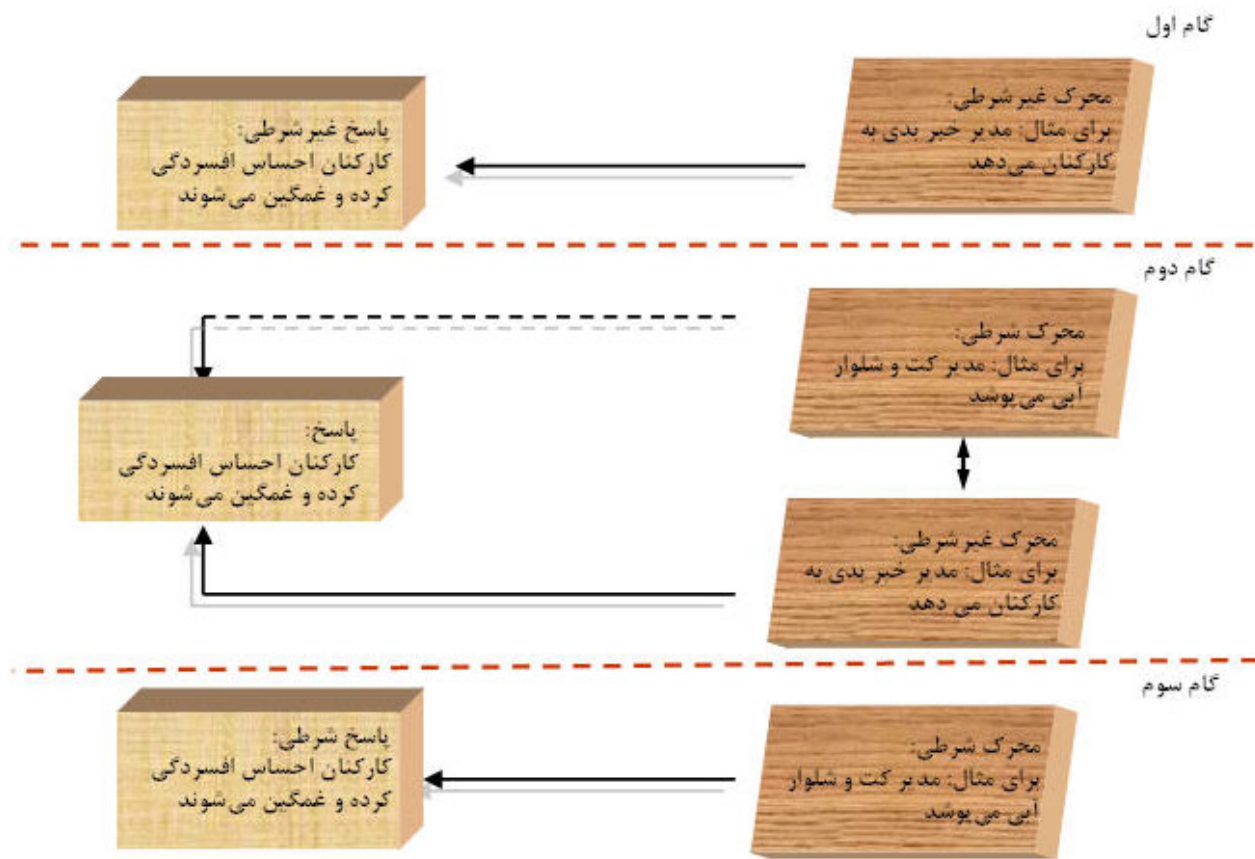 گام اول
محرک غیرشرطی:
برای مثال: مدیر خبر بدی به
کارکنان می‌دهد
پاسخ غیرشرطی:
کارکنان احساس افسردگی
کرده و غمگین می‌شوند
گام دوم
محرک شرطی:
برای مثال: مدیر کت و شلوار
آبی می‌پوشد
پاسخ:
کارکنان احساس افسردگی
کرده و غمگین می‌شوند
محرک غیرشرطی:
برای مثال: مدیر خبر بدی به
کارکنان می دهد
گام سوم
محرک شرطی:
برای مثال: مدیر کت و شلوار
آبی می‌پوشد
پاسخ شرطی:
کارکنان احساس افسردگی
کرده و غمگین می‌شوند